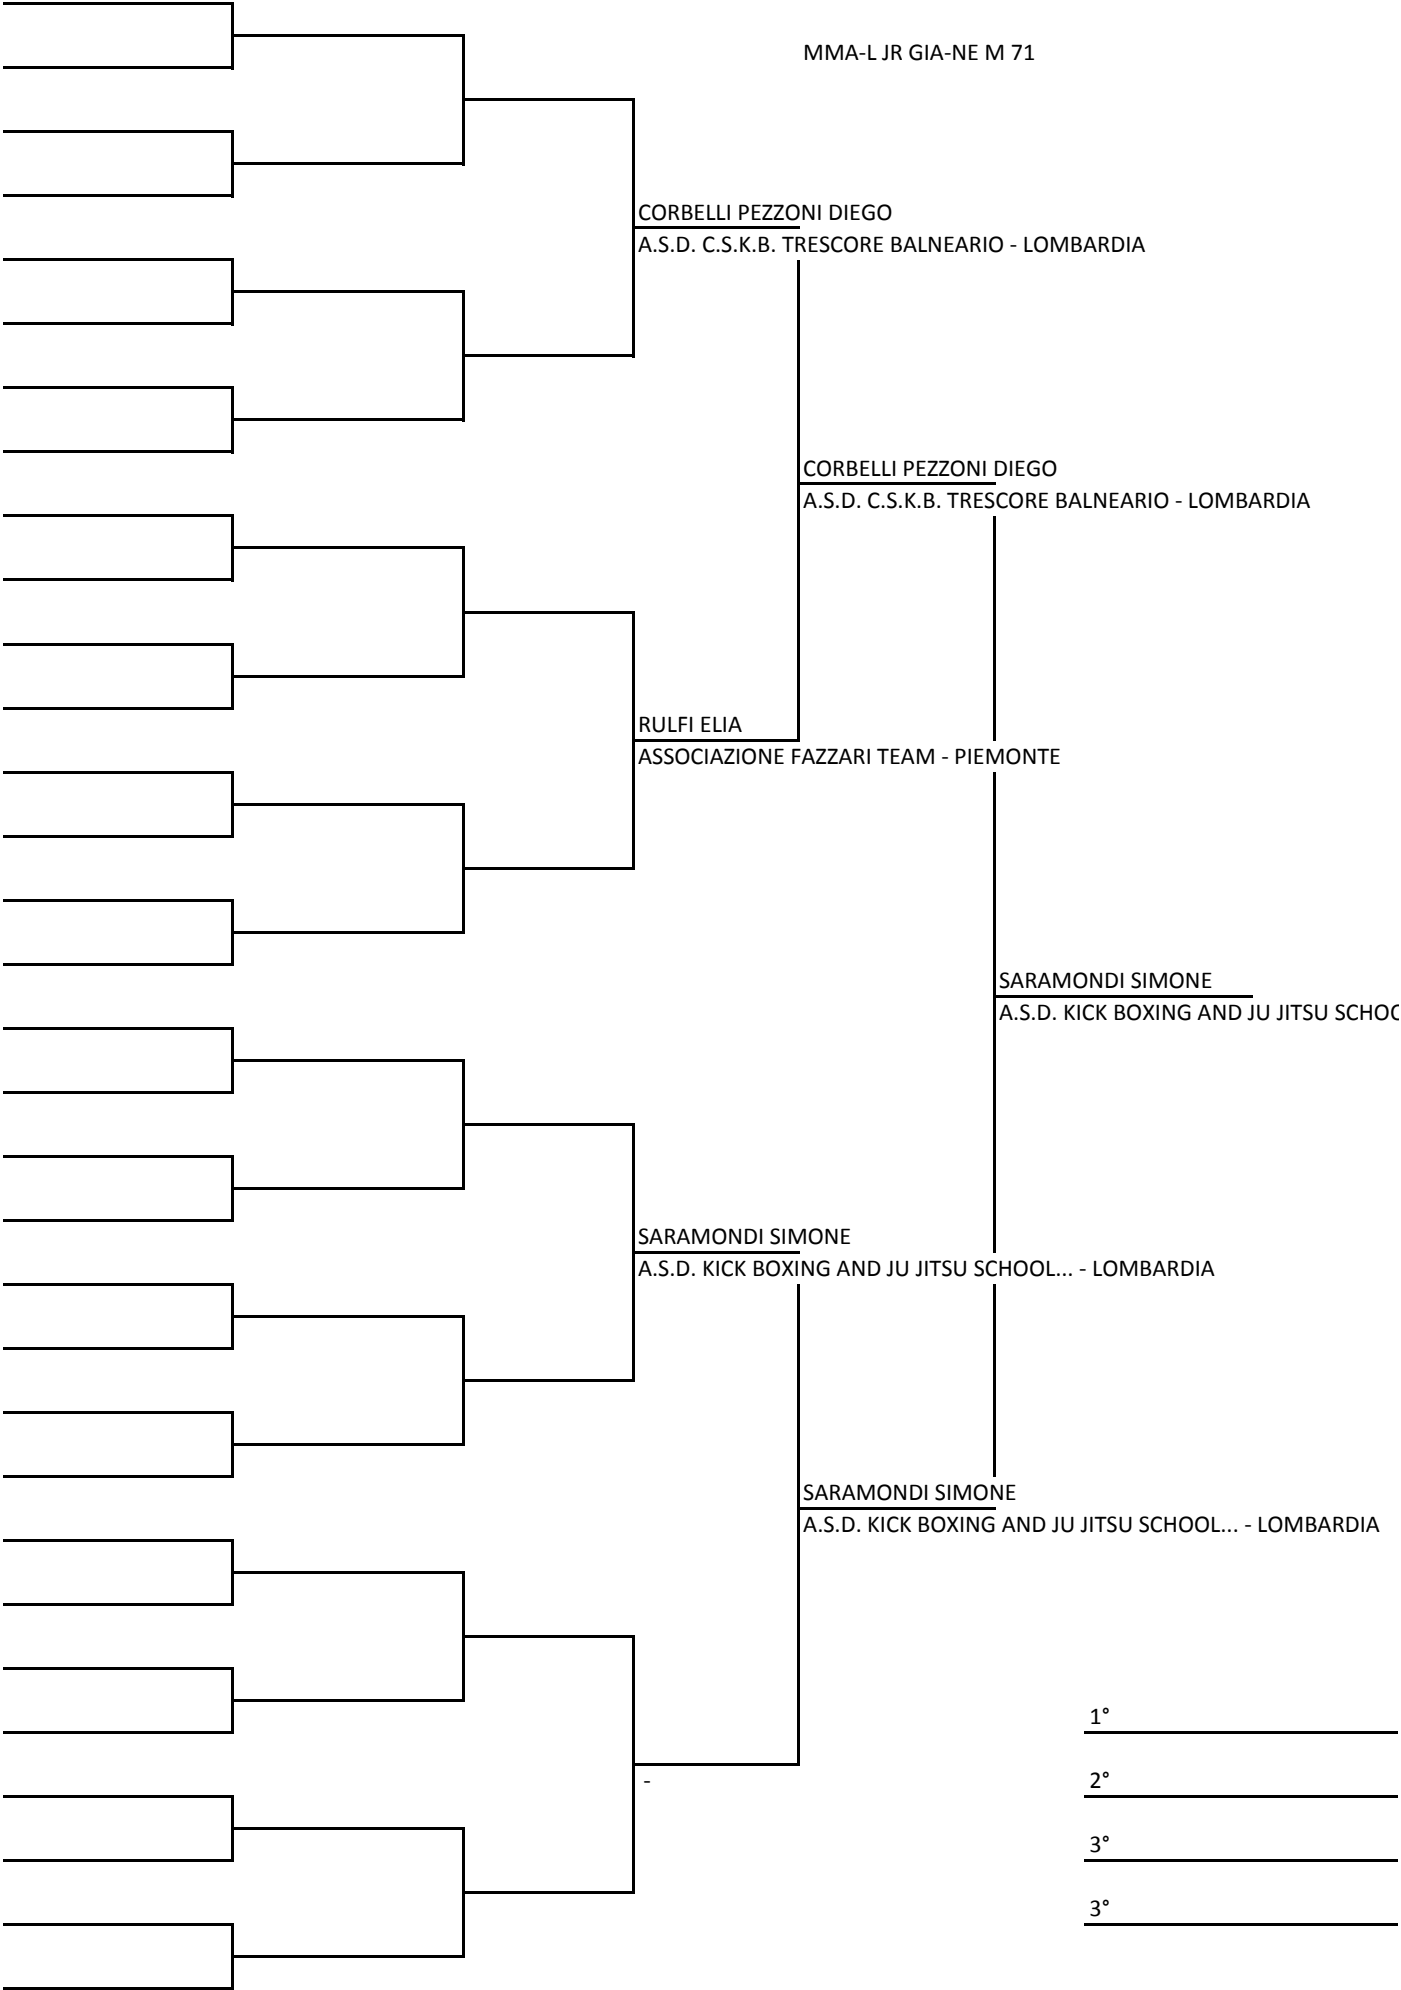 MMA-L JR GIA-NE M 71
CORBELLI PEZZONI DIEGO
A.S.D. C.S.K.B. TRESCORE BALNEARIO - LOMBARDIA
CORBELLI PEZZONI DIEGO
A.S.D. C.S.K.B. TRESCORE BALNEARIO - LOMBARDIA
RULFI ELIA
ASSOCIAZIONE FAZZARI TEAM - PIEMONTE
SARAMONDI SIMONE
A.S.D. KICK BOXING AND JU JITSU SCHOO
SARAMONDI SIMONE
A.S.D. KICK BOXING AND JU JITSU SCHOOL... - LOMBARDIA
SARAMONDI SIMONE
A.S.D. KICK BOXING AND JU JITSU SCHOOL... - LOMBARDIA
1°
-
2°
3°
3°